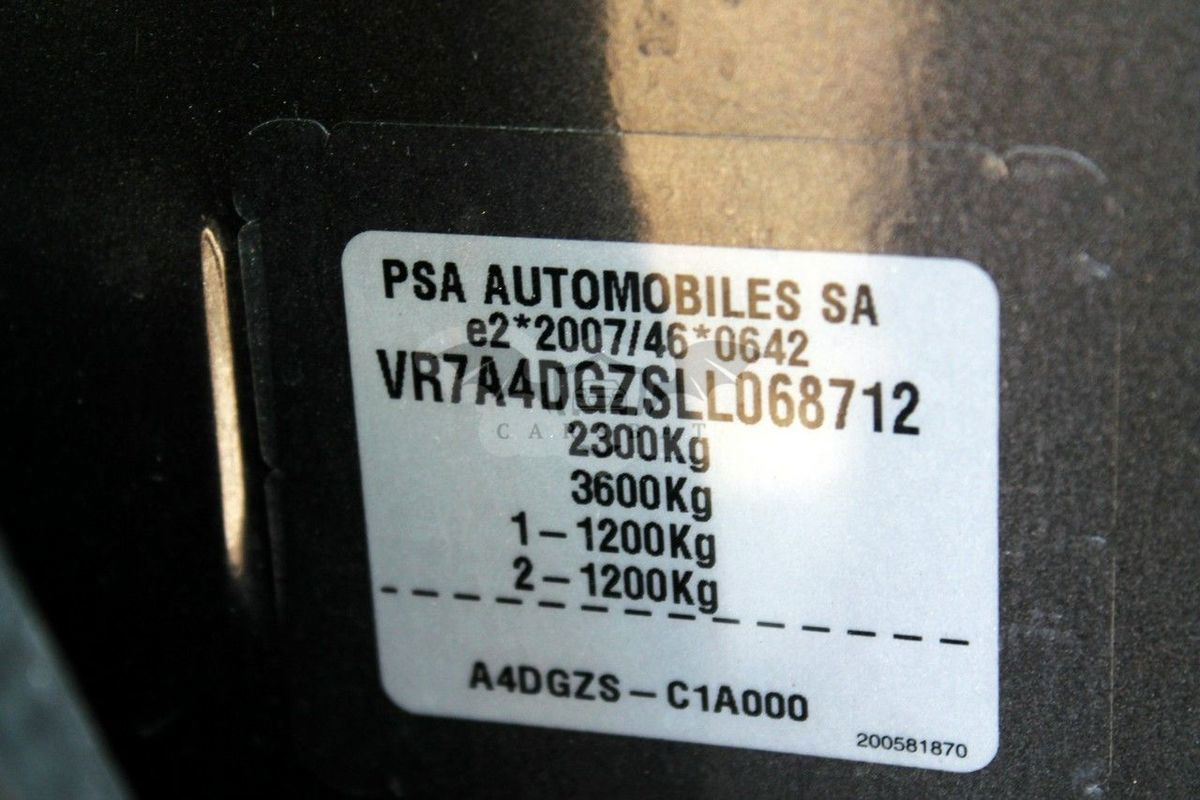 PSA AUTOMOBILES SA
e2*2007/46*0642
VR7A4DGZSLL068712
2300Kg
3600Kg
1-1200Kg
2-1200Kg
A4DGZS-C1A000
200581870